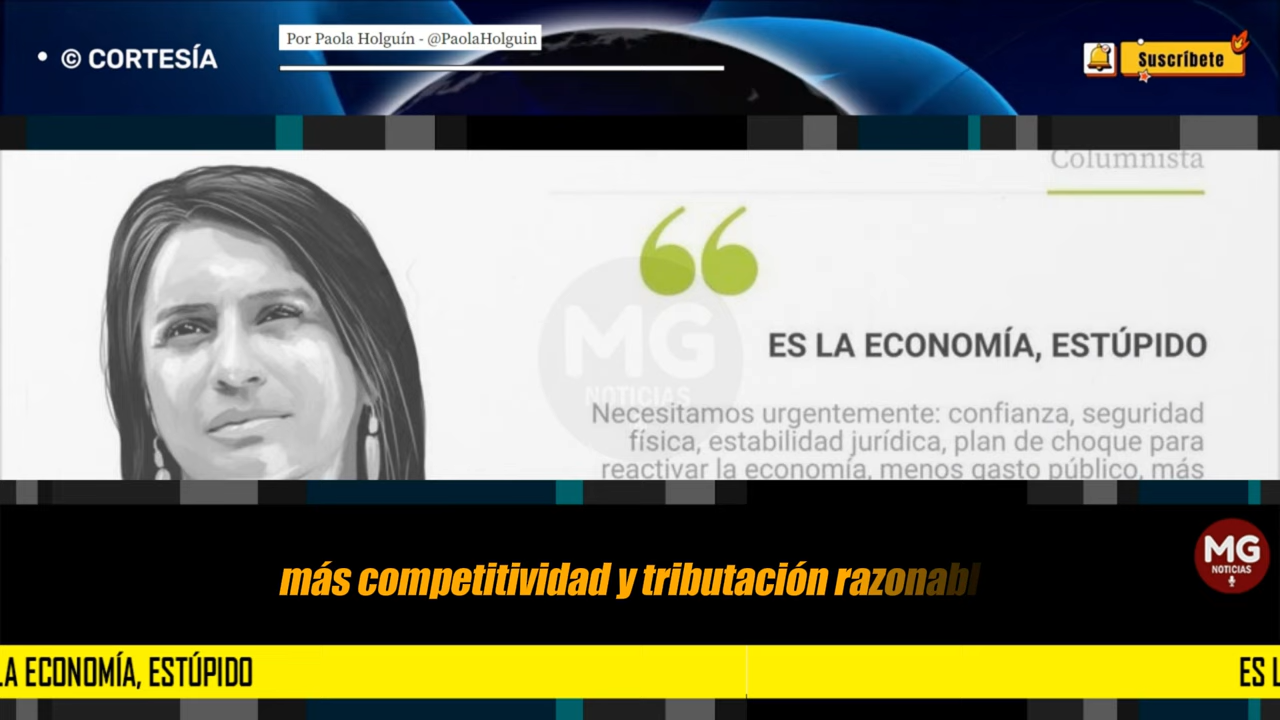 • © CORTESÍA
Por Paola Holguín - @PaolaHolguin
Suscríbete
Columnista
MG
NOTICIAS
ES LA ECONOMÍA, ESTÚPIDO
Necesitamos urgentemente: confianza, seguridad
física, estabilidad jurídica, plan de choque para
reactivar la economía, menos gasto público, más
más competitividad y tributación razonabl
MG
NOTICIAS
LA ECONOMÍA, ESTÚPIDO
ES L